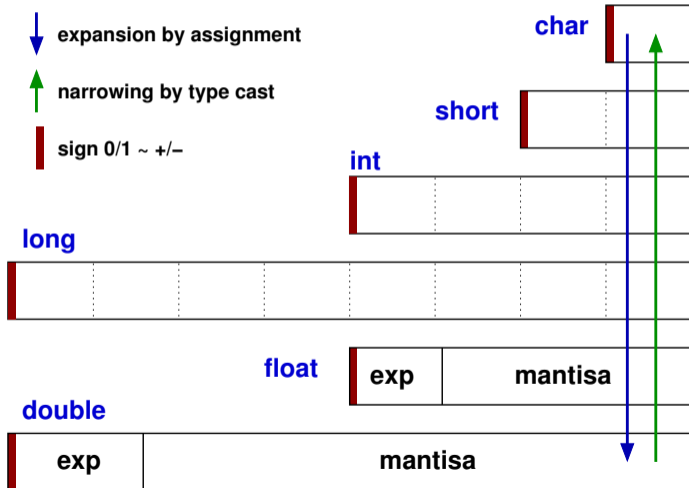 char
expansion by assignment
narrowing by type cast
short
sign 0/1 ~ +/−
int
long
float
exp
mantisa
double
exp
mantisa